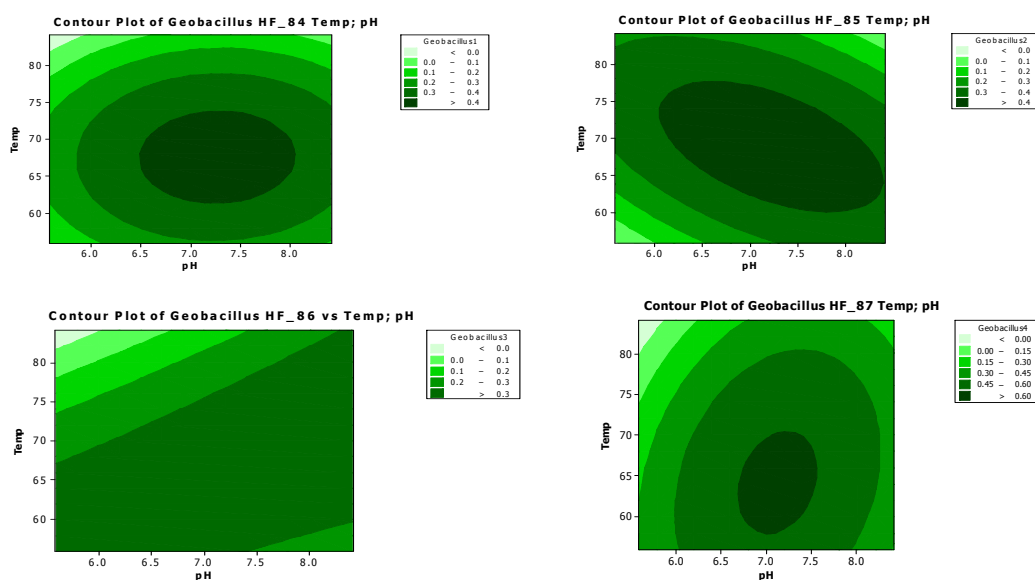 Contour Plot of Geobacillus HF_84 Temp; pH
Geobacillus1
< 0.0
0.0 – 0.1
0.1 – 0.2
0.2 – 0.3
0.3 – 0.4
> 0.4
Temp
80
75
70
65
60
6.0 6.5 7.0 7.5 8.0
pH
Contour Plot of Geobacillus HF_85 Temp; pH
Geobacillus2
< 0.0
0.0 – 0.1
0.1 – 0.2
0.2 – 0.3
0.3 – 0.4
> 0.4
Temp
80
75
70
65
60
6.0 6.5 7.0 7.5 8.0
pH
Contour Plot of Geobacillus HF_86 vs Temp; pH
Geobacillus3
< 0.0
0.0 – 0.1
0.1 – 0.2
0.2 – 0.3
> 0.3
Temp
80
75
70
65
60
6.0 6.5 7.0 7.5 8.0
pH
Contour Plot of Geobacillus HF_87 Temp; pH
Geobacillus4
< 0.00
0.00 – 0.15
0.15 – 0.30
0.30 – 0.45
0.45 – 0.60
> 0.60
Temp
80
75
70
65
60
6.0 6.5 7.0 7.5 8.0
pH